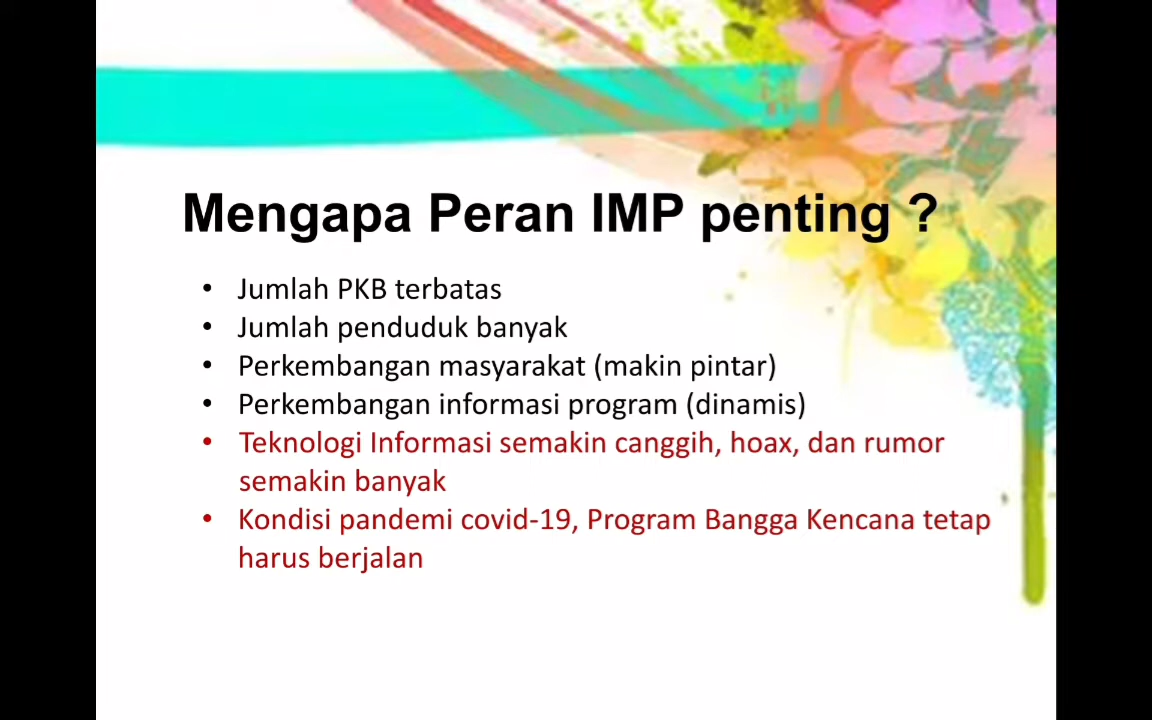 Mengapa Peran IMP penting ?
• Jumlah PKB terbatas
• Jumlah penduduk banyak
• Perkembangan masyarakat (makin pintar)
• Perkembangan informasi program (dinamis)
• Teknologi Informasi semakin canggih, hoax, dan rumor
semakin banyak
• Kondisi pandemi covid-19, Program Bangga Kencana tetap
harus berjalan